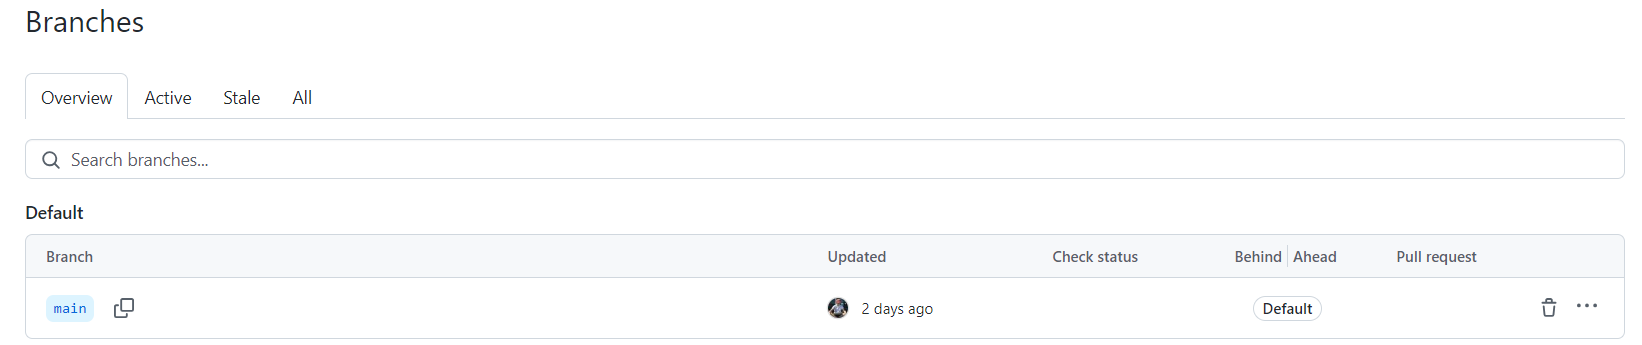 Branches
Overview Active Stale All
Search branches...
Default
Branch Updated Check status Behind Ahead Pull request
main 2 days ago Default